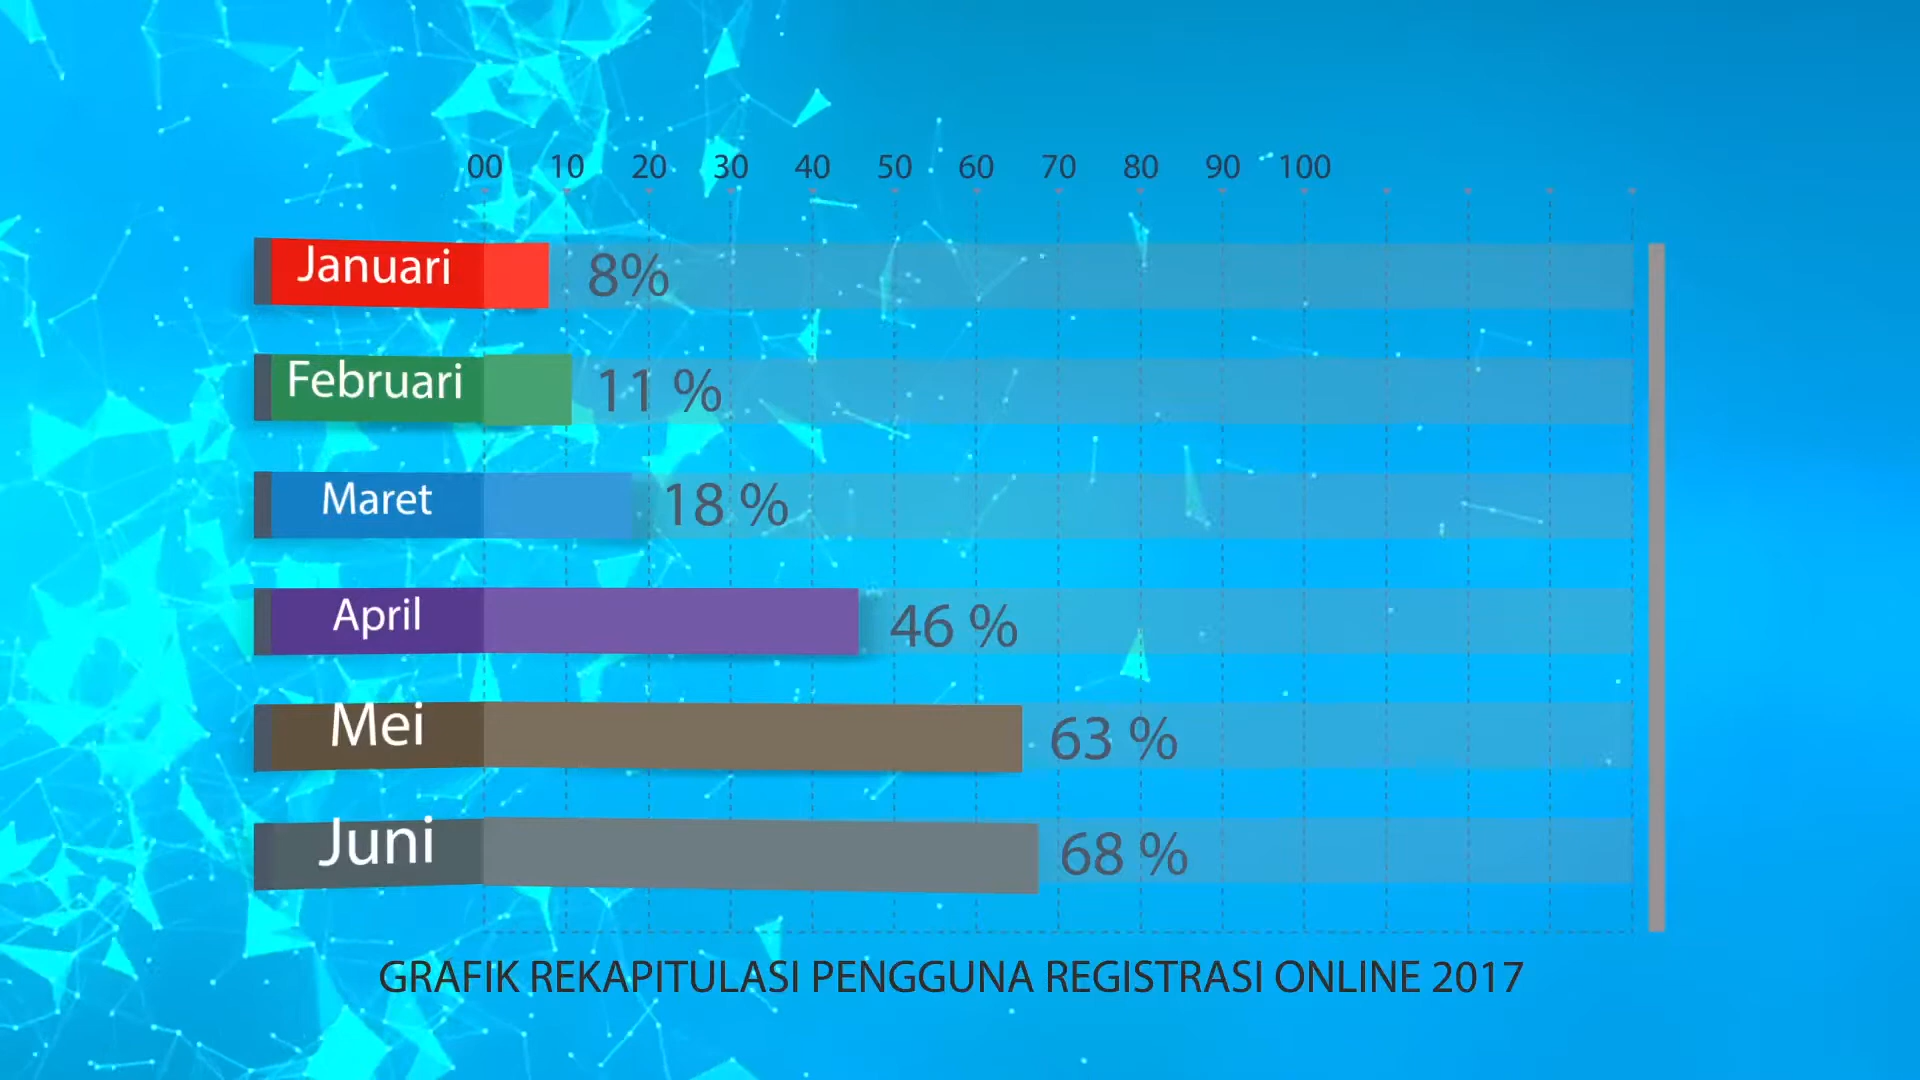 00 10 20 30 40 50 60 70 80 90 100
Januari 8%
Februari 11 %
Maret 18 %
April 46 %
Mei 63 %
Juni 68 %
GRAFIK REKAPITULASI PENGGUNA REGISTRASI ONLINE 2017